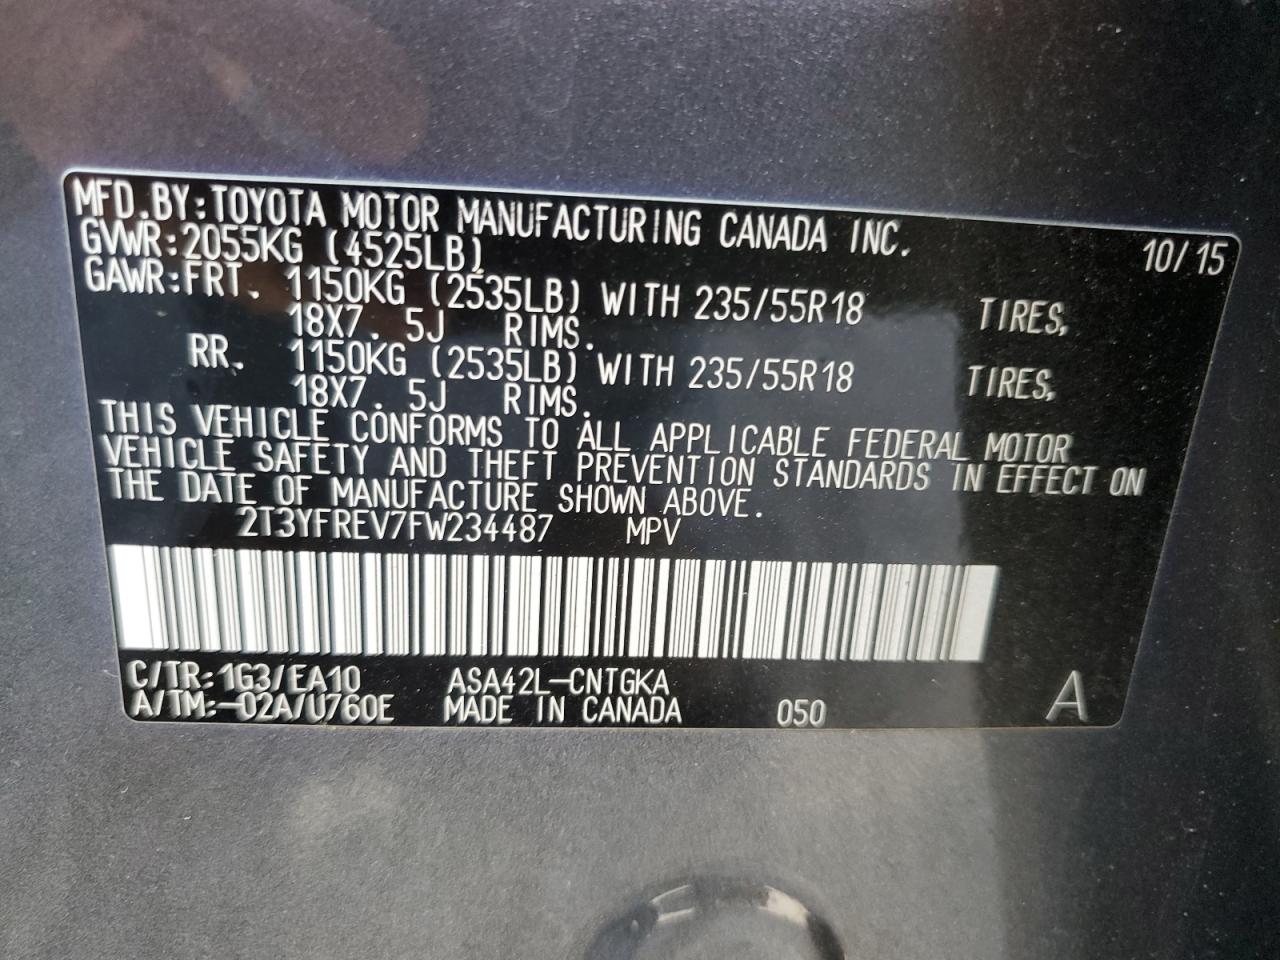 MFD.BY:TOYOTA MOTOR MANUFACTURING CANADA INC. 10/15
GVWR:2055KG (4525LB)
GAWR:FRT. 1150KG (2535LB) WITH 235/55R18 TIRES,
18X7.5J RIMS.
RR. 1150KG (2535LB) WITH 235/55R18 TIRES,
18X7.5J RIMS.
THIS VEHICLE CONFORMS TO ALL APPLICABLE FEDERAL MOTOR
VEHICLE SAFETY AND THEFT PREVENTION STANDARDS IN EFFECT ON
THE DATE OF MANUFACTURE SHOWN ABOVE.
2T3YFREV7FW234487 MPV
C/TR:1G3/EA10 ASA42L-CNTGKA
A/TM:-02A/U760E MADE IN CANADA 050 A